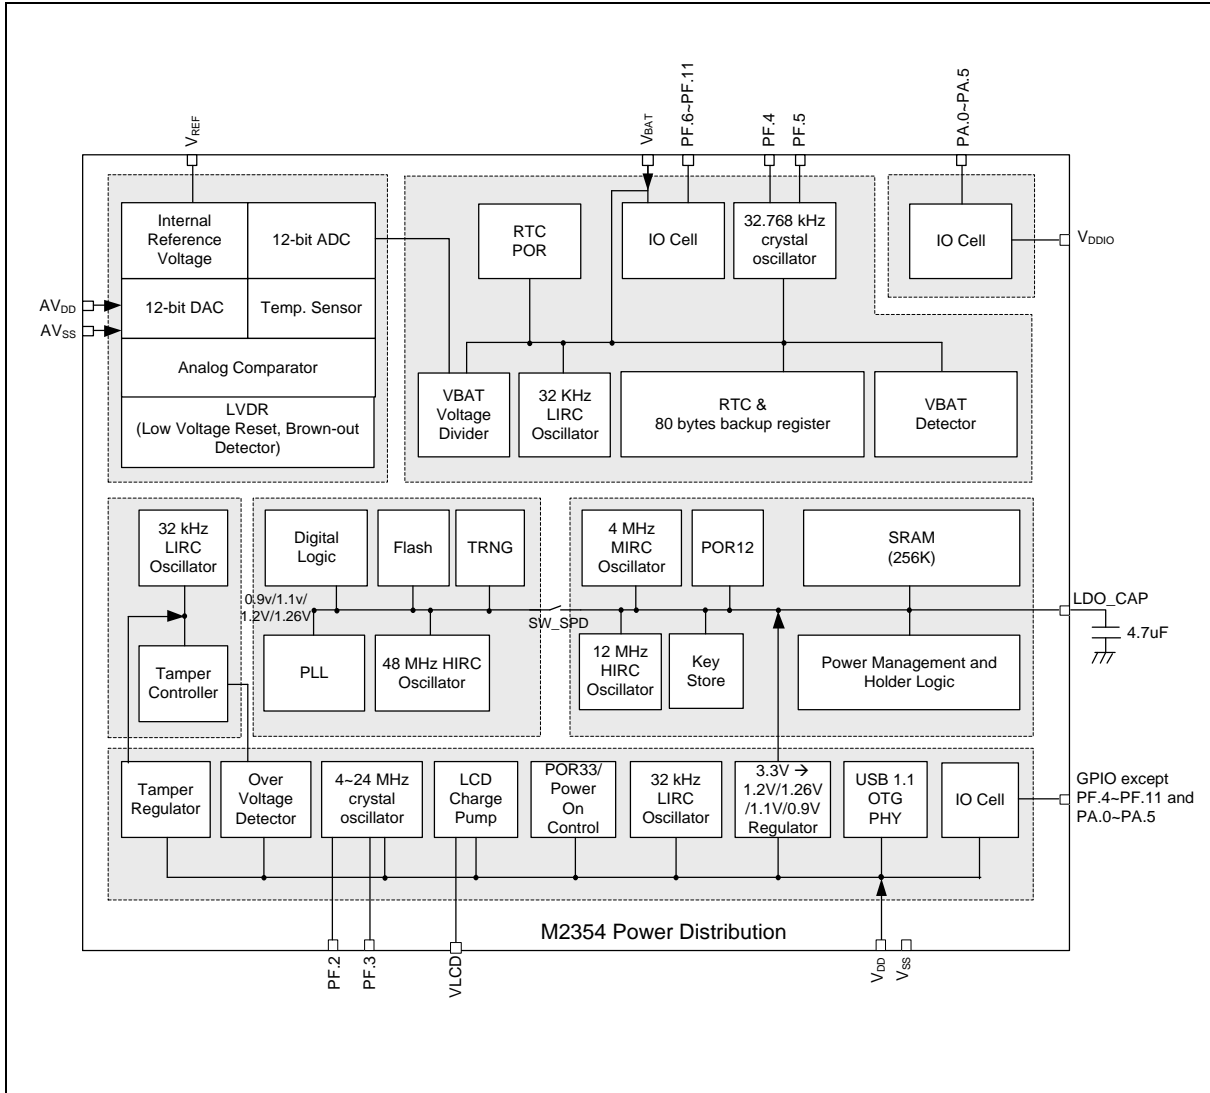 VREF
VBAT
PF.6~PF.11
PF.4
PF.5
PA.0~PA.5
Internal
Reference
Voltage
12-bit ADC
12-bit DAC
Temp. Sensor
Analog Comparator
LVDR
(Low Voltage Reset, Brown-out
Detector)
AVDD
AVSS
RTC
POR
IO Cell
32.768 kHz
crystal
oscillator
IO Cell
VDDIO
VBAT
Voltage
Divider
32 KHz
LIRC
Oscillator
RTC &
80 bytes backup register
VBAT
Detector
32 kHz
LIRC
Oscillator
Tamper
Controller
Digital
Logic
Flash
TRNG
0.9v/1.1v/
1.2V/1.26V
PLL
48 MHz HIRC
Oscillator
SW_SPD
4 MHz
MIRC
Oscillator
POR12
SRAM
(256K)
12 MHz
HIRC
Oscillator
Key
Store
Power Management and
Holder Logic
LDO_CAP
4.7uF
Tamper
Regulator
Over
Voltage
Detector
4~24 MHz
crystal
oscillator
LCD
Charge
Pump
POR33/
Power
On
Control
32 kHz
LIRC
Oscillator
3.3V →
1.2V/1.26V
/1.1V/0.9V
Regulator
USB 1.1
OTG
PHY
IO Cell
GPIO except
PF.4~PF.11 and
PA.0~PA.5
M2354 Power Distribution
PF.2
PF.3
VLCD
VDD
VSS